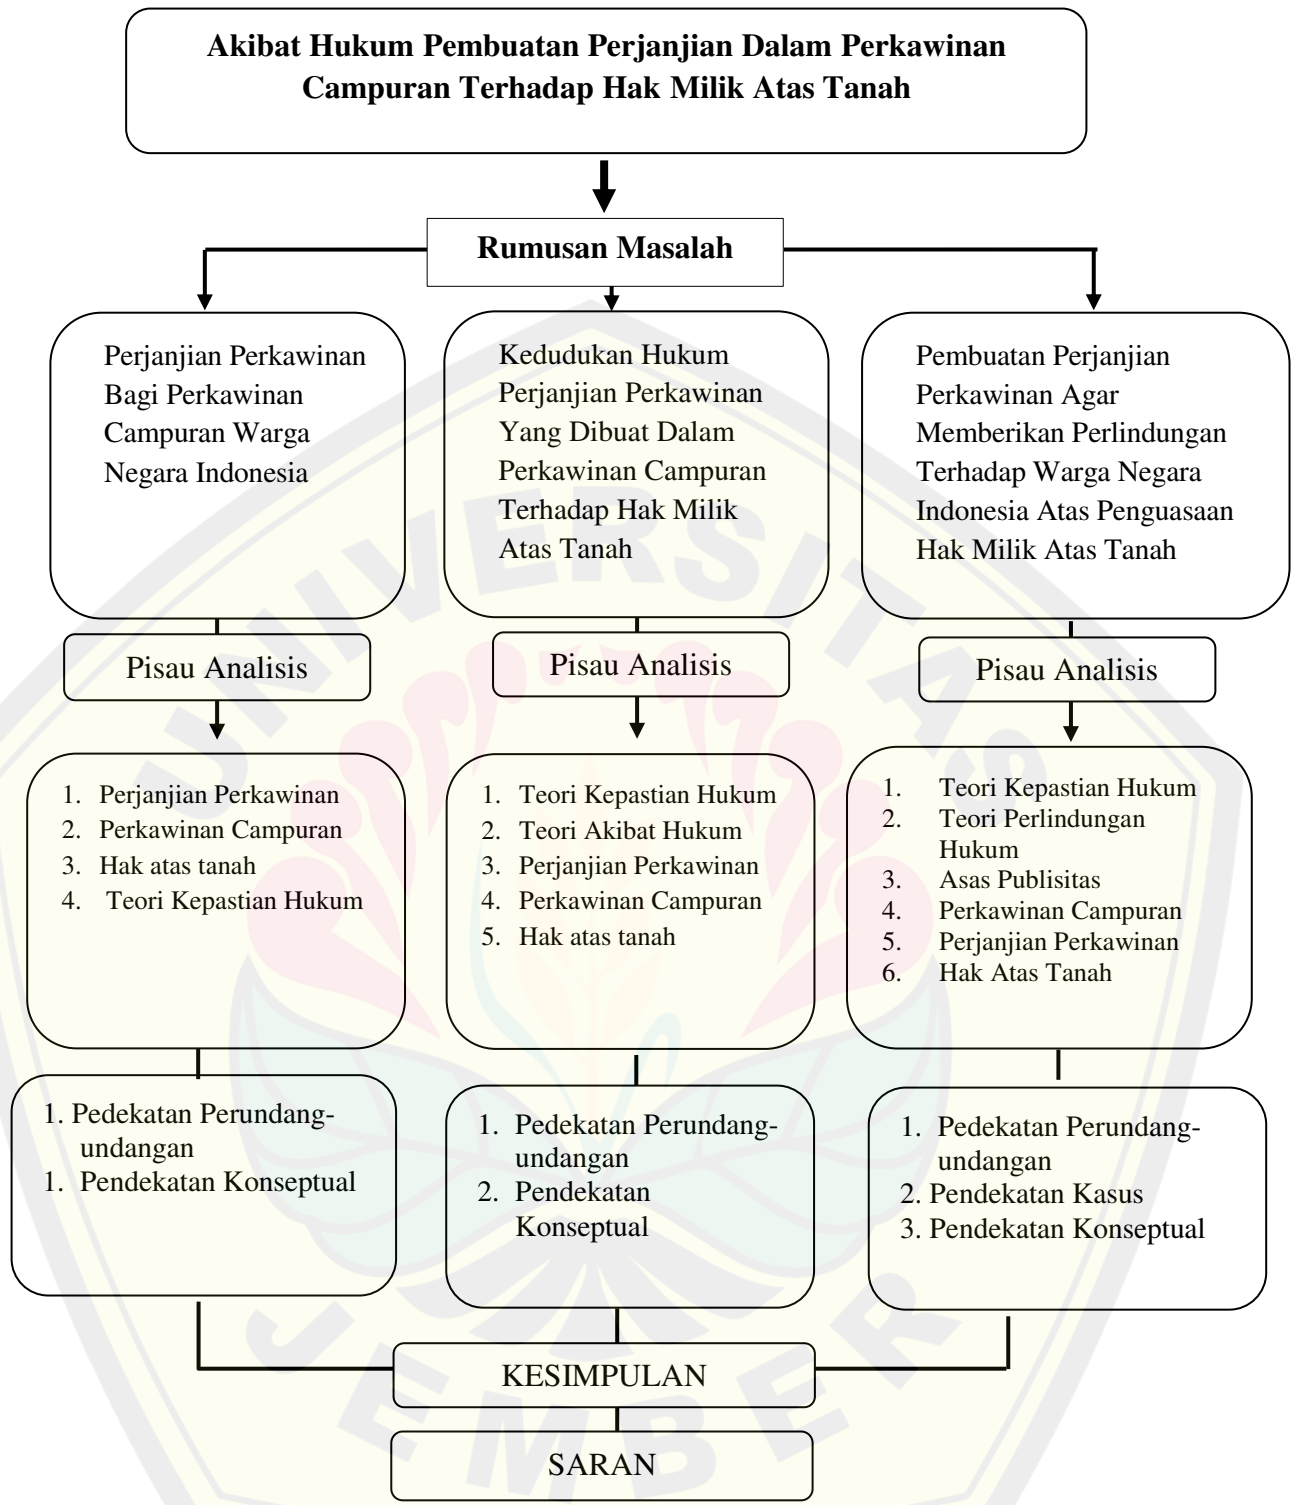 Akibat Hukum Pembuatan Perjanjian Dalam Perkawinan
Campuran Terhadap Hak Milik Atas Tanah
Rumusan Masalah
Perjanjian Perkawinan
Bagi Perkawinan
Campuran Warga
Negara Indonesia
Kedudukan Hukum
Perjanjian Perkawinan
Yang Dibuat Dalam
Perkawinan Campuran
Terhadap Hak Milik
Atas Tanah
Pembuatan Perjanjian
Perkawinan Agar
Memberikan Perlindungan
Terhadap Warga Negara
Indonesia Atas Penguasaan
Hak Milik Atas Tanah
Pisau Analisis
Pisau Analisis
Pisau Analisis
1. Perjanjian Perkawinan
2. Perkawinan Campuran
3. Hak atas tanah
4. Teori Kepastian Hukum
1. Teori Kepastian Hukum
2. Teori Akibat Hukum
3. Perjanjian Perkawinan
4. Perkawinan Campuran
5. Hak atas tanah
1. Teori Kepastian Hukum
2. Teori Perlindungan
Hukum
3. Asas Publisitas
4. Perkawinan Campuran
5. Perjanjian Perkawinan
6. Hak Atas Tanah
1. Pedekatan Perundang-
undangan
1. Pendekatan Konseptual
1. Pedekatan Perundang-
undangan
2. Pendekatan
Konseptual
1. Pedekatan Perundang-
undangan
2. Pendekatan Kasus
3. Pendekatan Konseptual
KESIMPULAN
SARAN
UNIVERSITAS
JEMBER